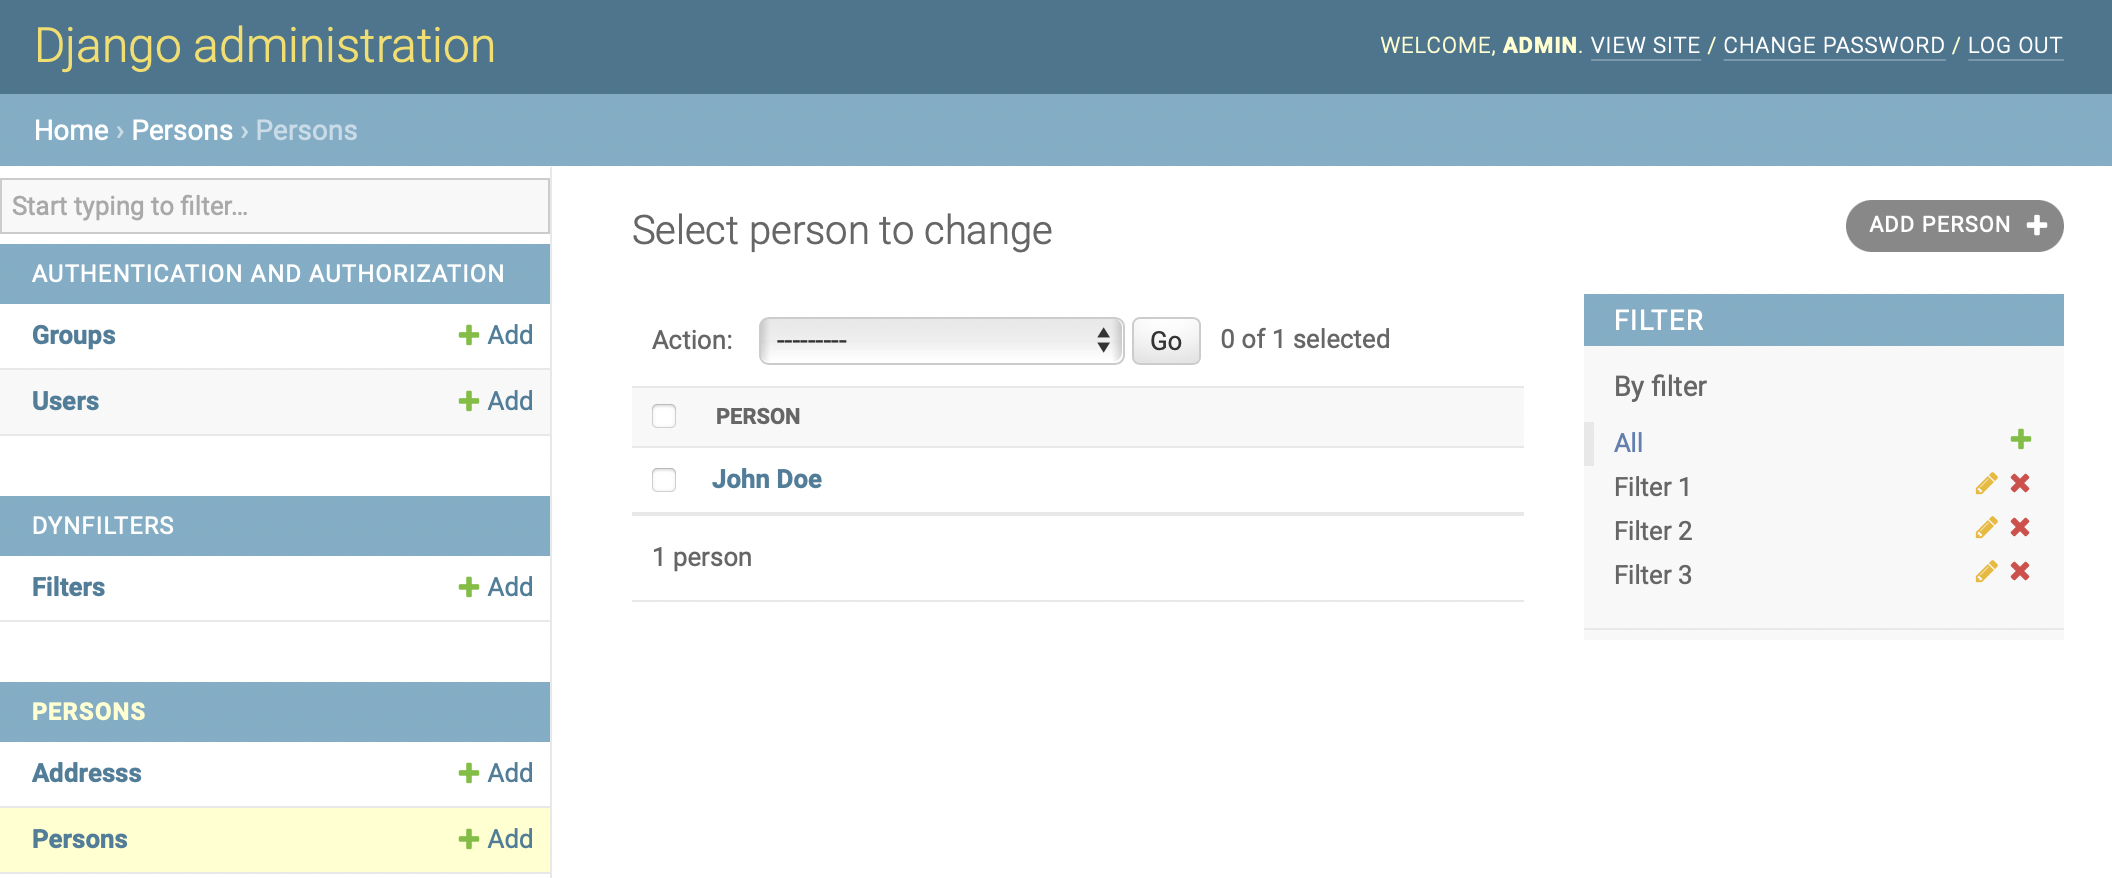 Django administration
WELCOME, ADMIN. VIEW SITE / CHANGE PASSWORD / LOG OUT
Home › Persons › Persons
Start typing to filter...
AUTHENTICATION AND AUTHORIZATION
Groups
Add
Users
Add
DYNFILTERS
Filters
Add
PERSONS
Addresss
Add
Persons
Add
Select person to change
ADD PERSON
Action: --------- Go 0 of 1 selected
PERSON
John Doe
1 person
FILTER
By filter
All
Filter 1
Filter 2
Filter 3